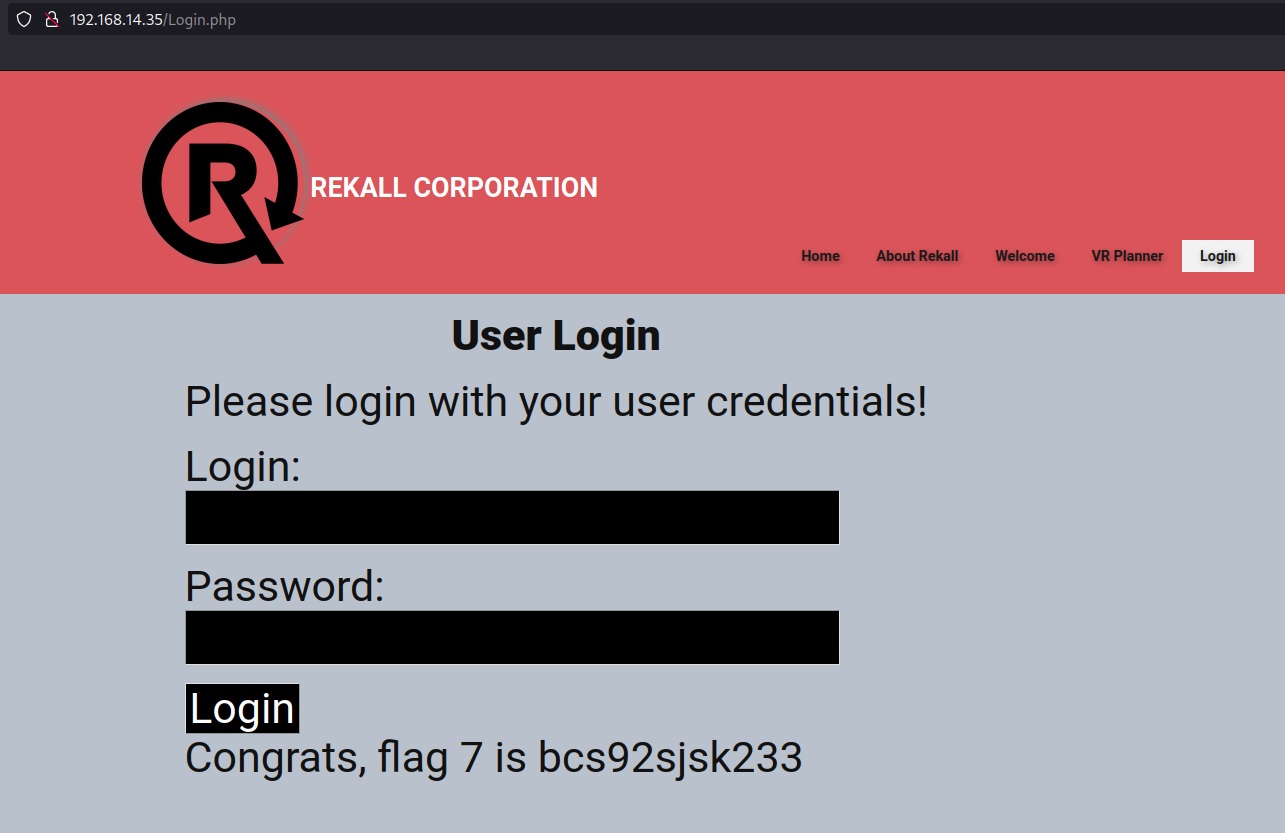 192.168.14.35/Login.php
R
REKALL CORPORATION
Home About Rekall Welcome VR Planner Login
User Login
Please login with your user credentials!
Login:
Password:
Login
Congrats, flag 7 is bcs92sjsk233